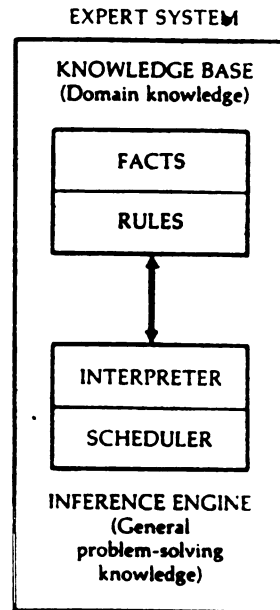 EXPERT SYSTEM
KNOWLEDGE BASE
(Domain knowledge)
FACTS
RULES
INTERPRETER
SCHEDULER
INFERENCE ENGINE
(General
problem-solving
knowledge)